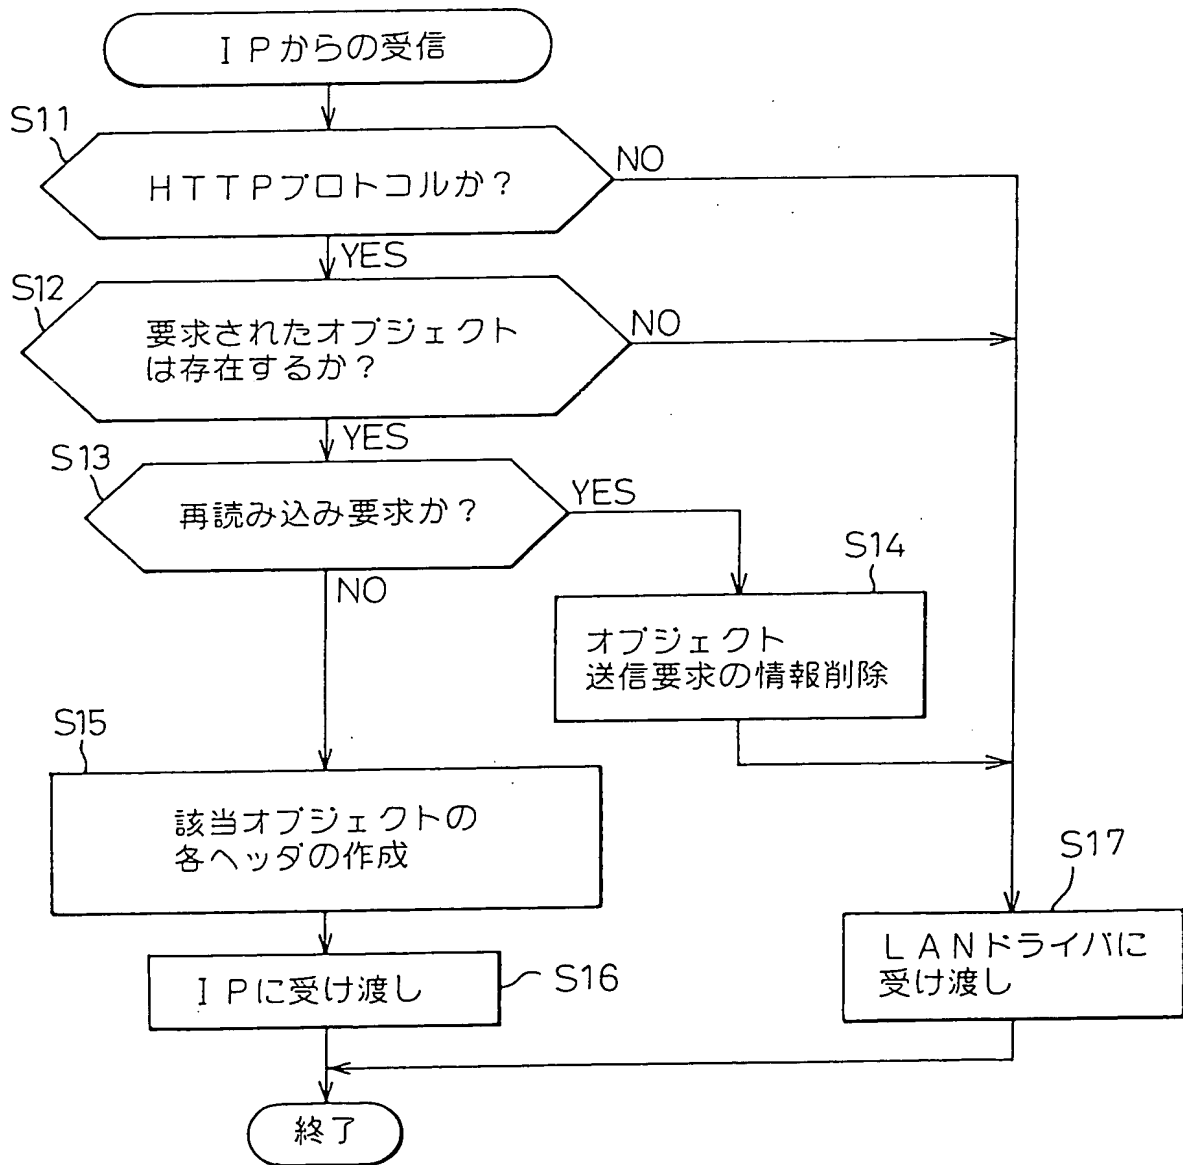 ＩＰからの受信
S11
ＨＴＴＰプロトコルか？
NO
YES
S12
要求されたオブジェクト
は存在するか？
NO
YES
S13
再読み込み要求か？
YES
NO
S14
オブジェクト
送信要求の情報削除
S15
該当オブジェクトの
各ヘッダの作成
S17
ＬＡＮドライバに
受け渡し
ＩＰに受け渡し
S16
終了